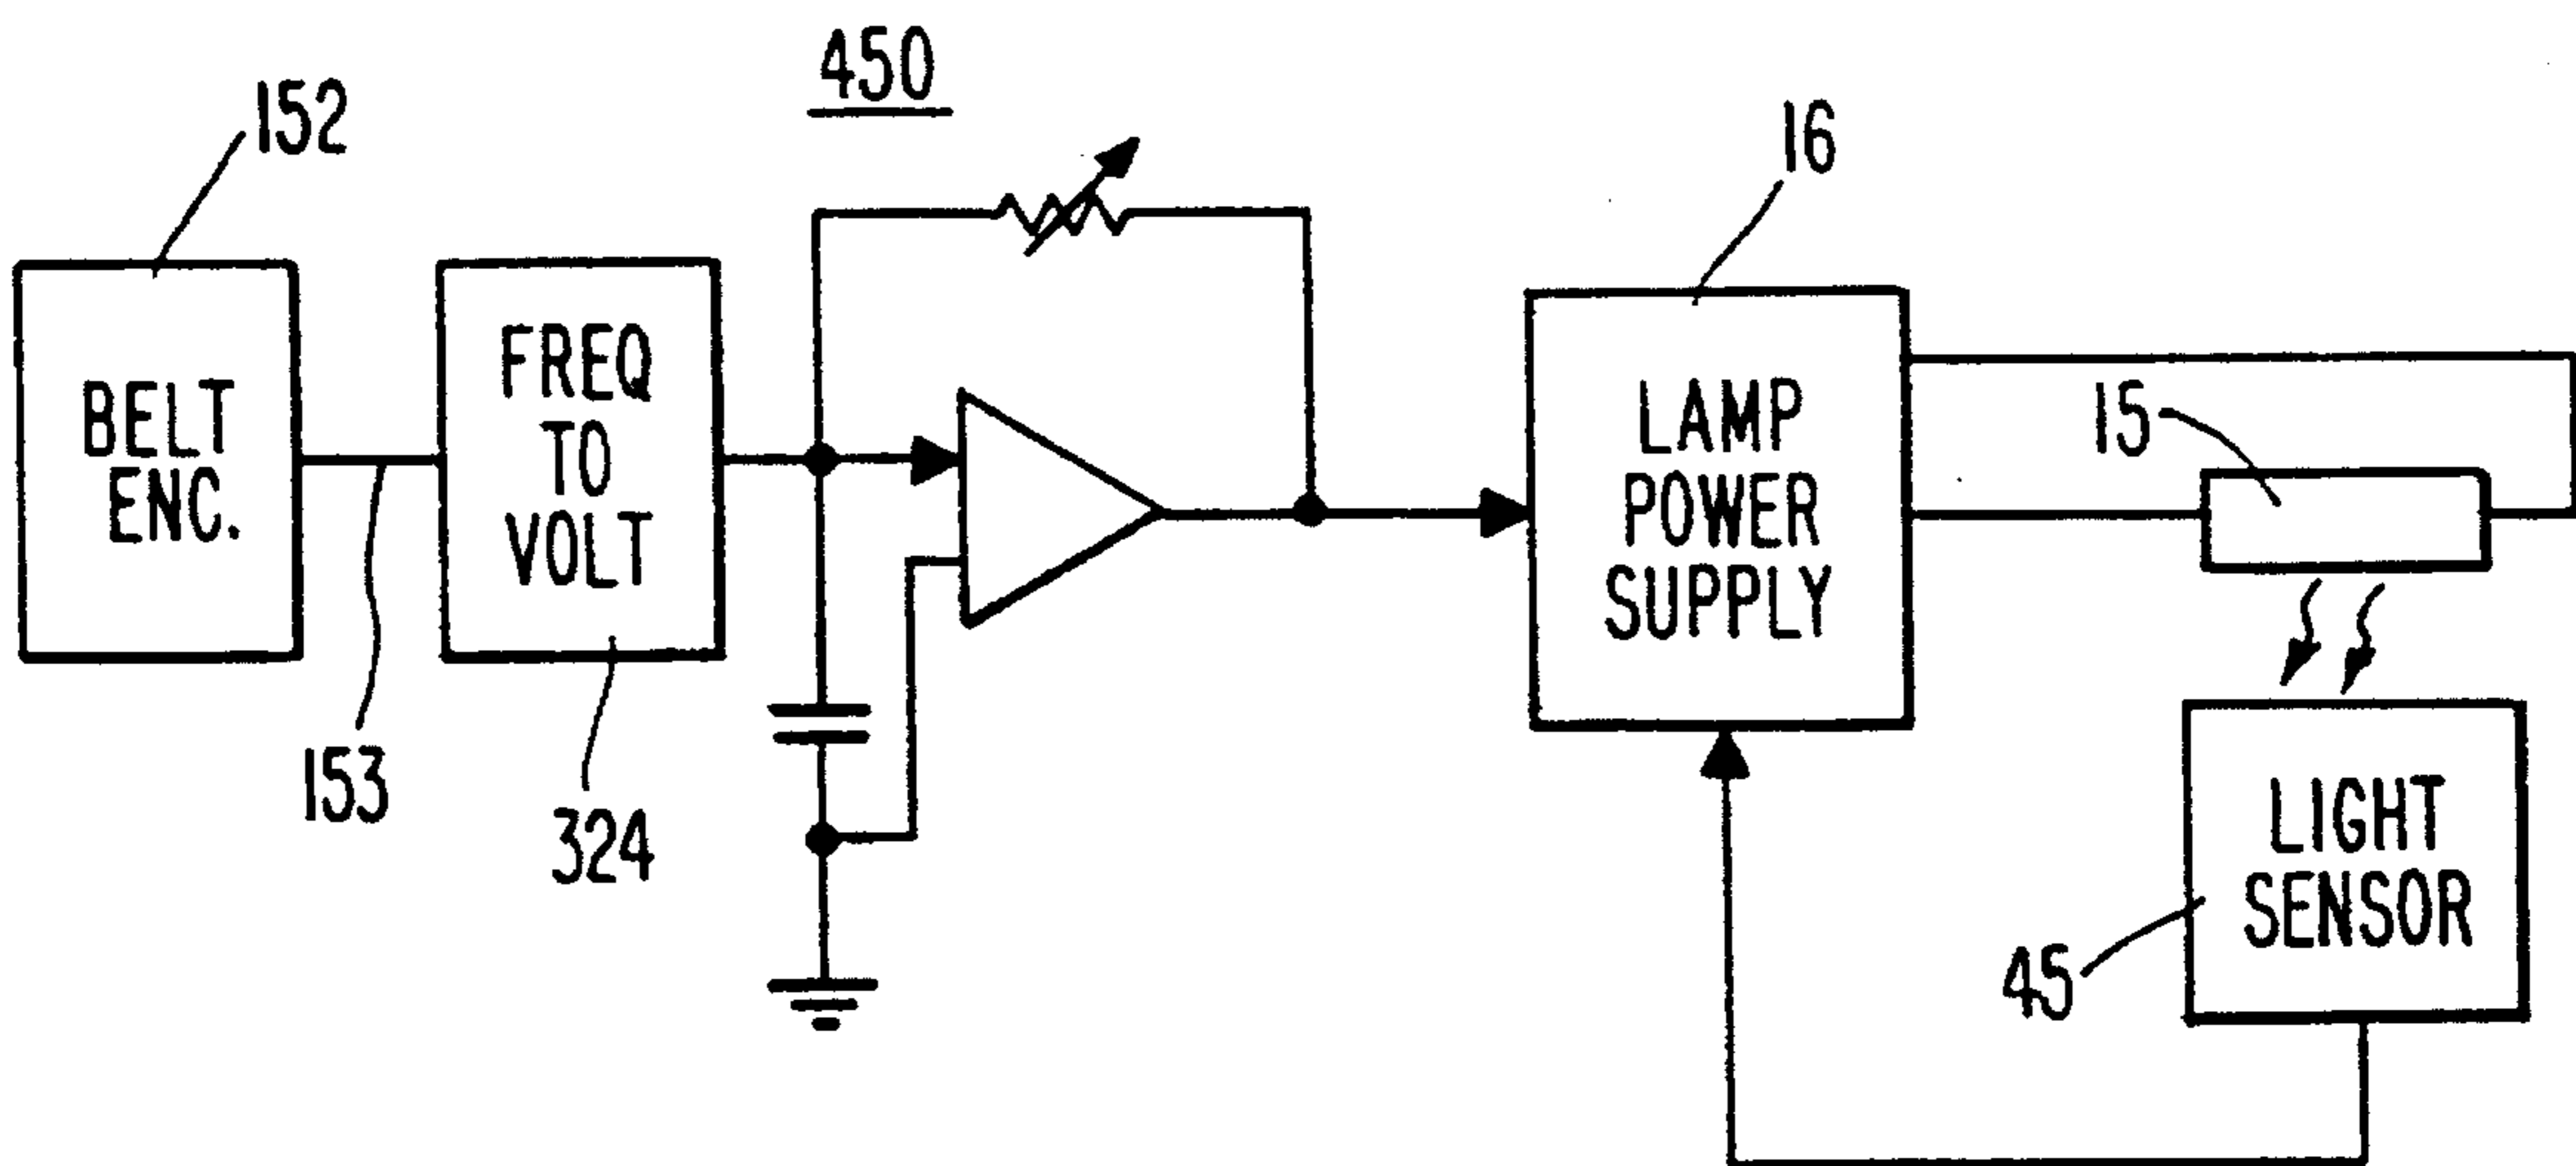 450
152
16
BELT
ENC.
FREQ
TO
VOLT
LAMP
POWER
SUPPLY
15
153
324
LIGHT
SENSOR
45